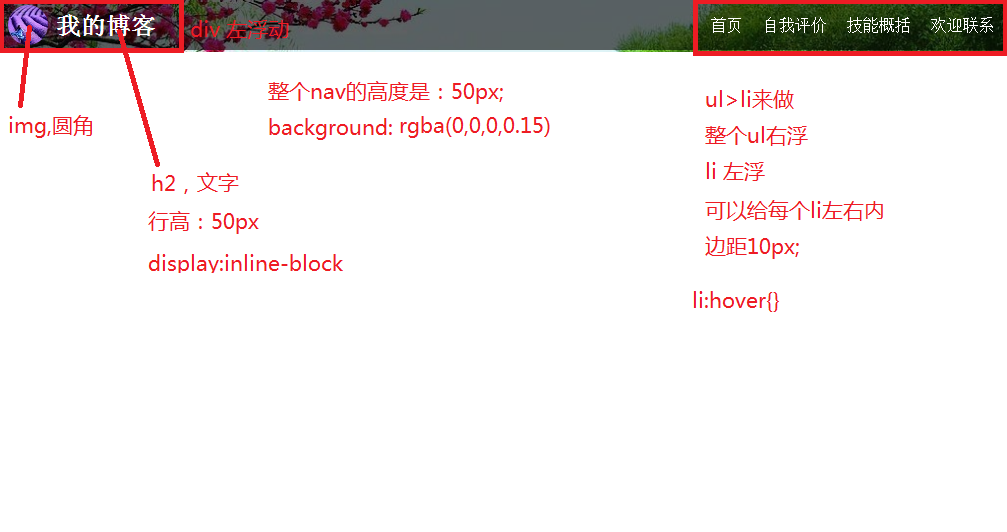 我的博客
div 左浮动
首页 自我评价 技能概括 欢迎联系
img,圆角
整个nav的高度是：50px;
background: rgba(0,0,0,0.15)
h2，文字
行高：50px
display:inline-block
ul>li来做
整个ul右浮
li 左浮
可以给每个li左右内
边距10px;
li:hover{}